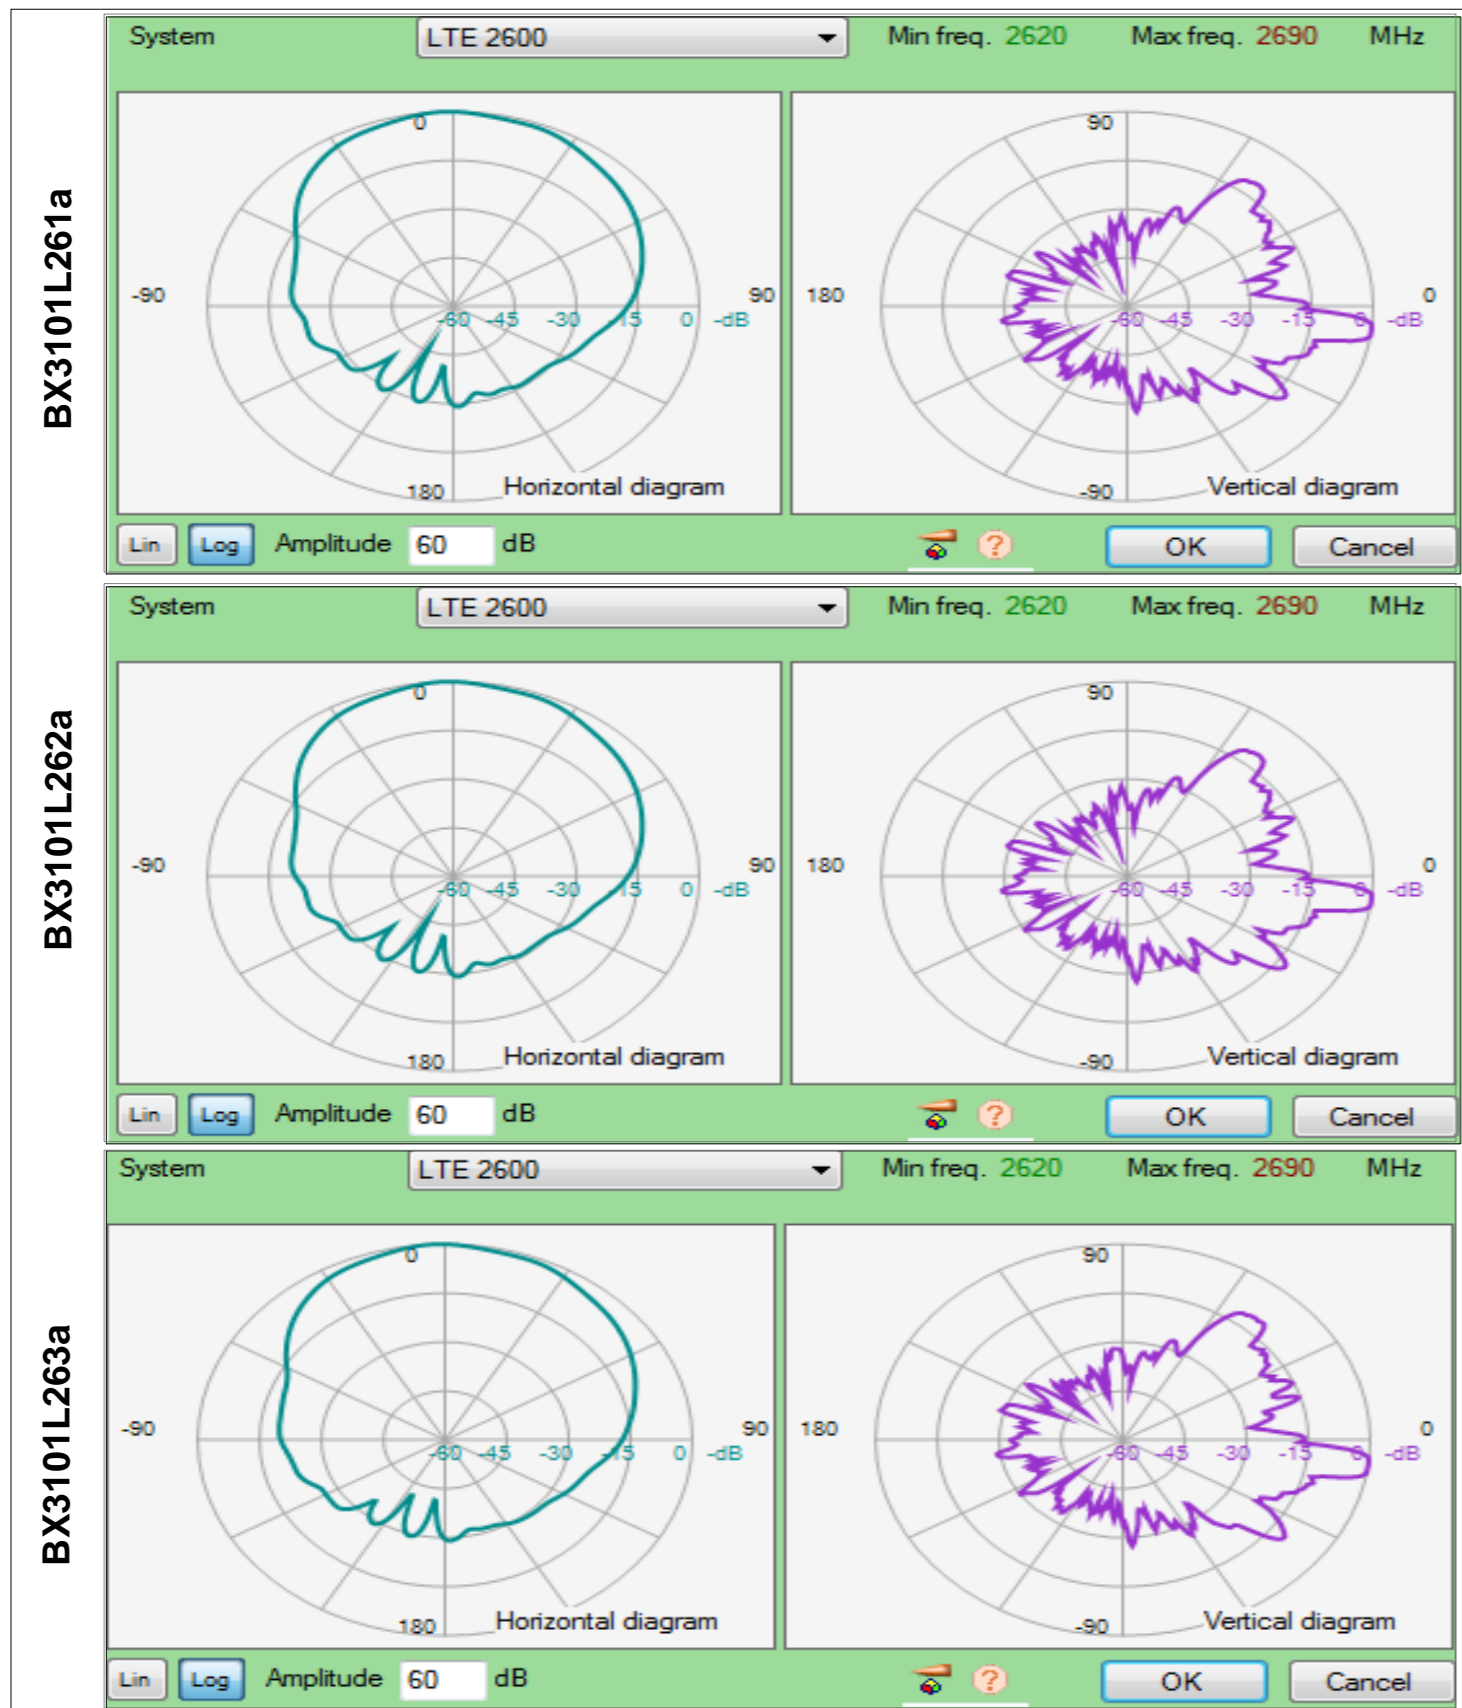 BX3101L261a
System LTE 2600 Min freq. 2620 Max freq. 2690 MHz
0 90
-90 90 180 0
-60 -45 -30 -15 0 -dB -60 -45 -30 -15 0 -dB
180 Horizontal diagram -90 Vertical diagram
Lin Log Amplitude 60 dB ? OK Cancel
BX3101L262a
System LTE 2600 Min freq. 2620 Max freq. 2690 MHz
0 90
-90 90 180 0
-60 -45 -30 -15 0 -dB -60 -45 -30 -15 0 -dB
180 Horizontal diagram -90 Vertical diagram
Lin Log Amplitude 60 dB ? OK Cancel
BX3101L263a
System LTE 2600 Min freq. 2620 Max freq. 2690 MHz
0 90
-90 90 180 0
-60 -45 -30 -15 0 -dB -60 -45 -30 -15 0 -dB
180 Horizontal diagram -90 Vertical diagram
Lin Log Amplitude 60 dB ? OK Cancel